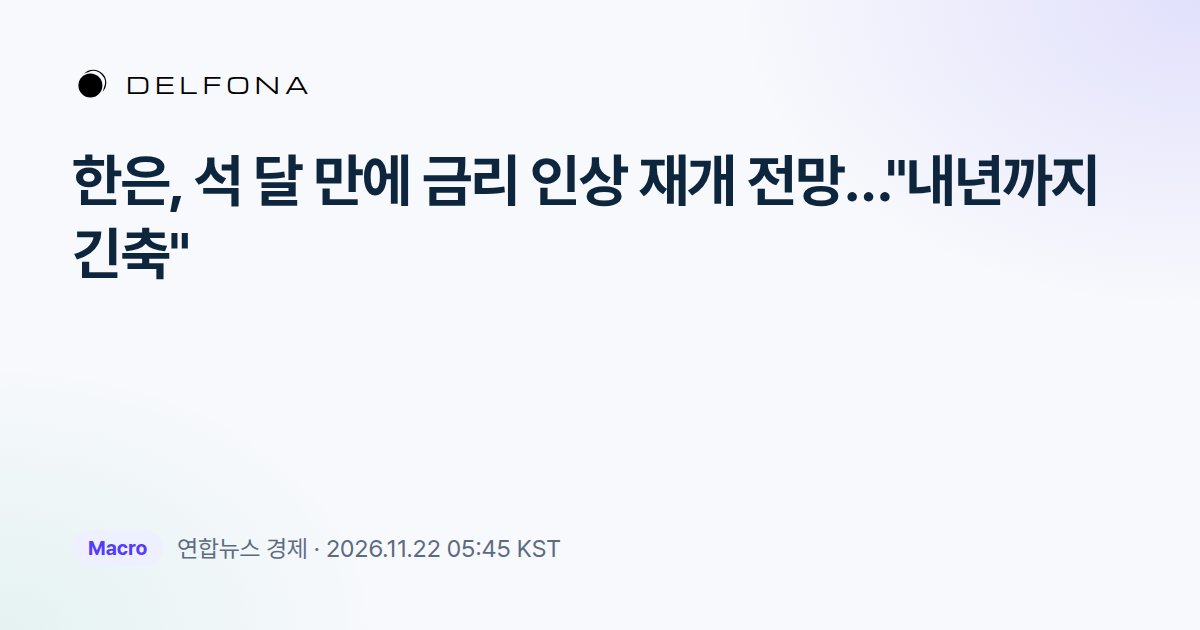 DELFONA
한은, 석 달 만에 금리 인상 재개 전망…"내년까지
긴축"
Macro 연합뉴스 경제 · 2026.11.22 05:45 KST